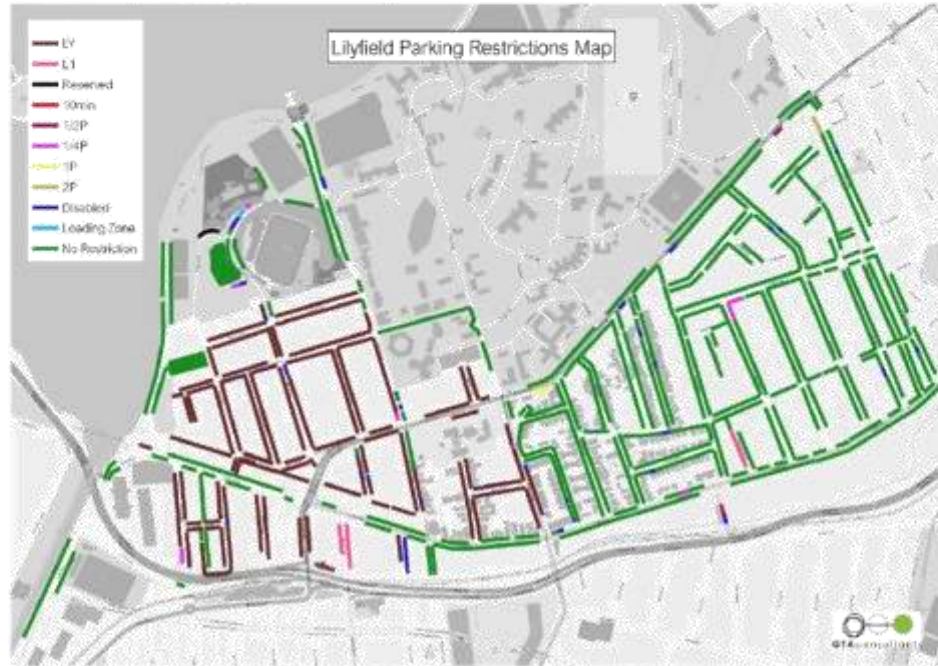 Lilyfield Parking Restrictions Map
LY
L1
Reserved
10min
1/2P
1/4P
1P
2P
Disabled
Loading Zone
No Restriction
GTAconsultants